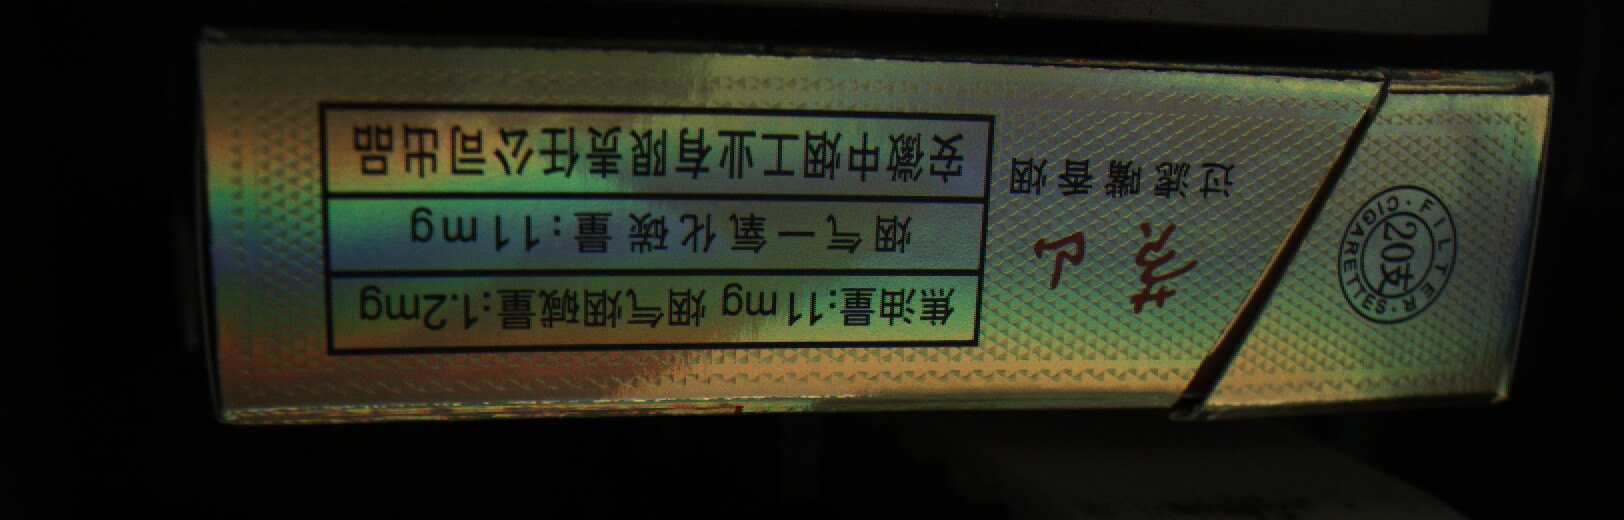 FILTER·CIGARETTES·
20支
黄山
过滤嘴香烟
焦油量:11mg 烟气烟碱量:1.2mg
烟气一氧化碳量:11mg
安徽中烟工业有限责任公司出品